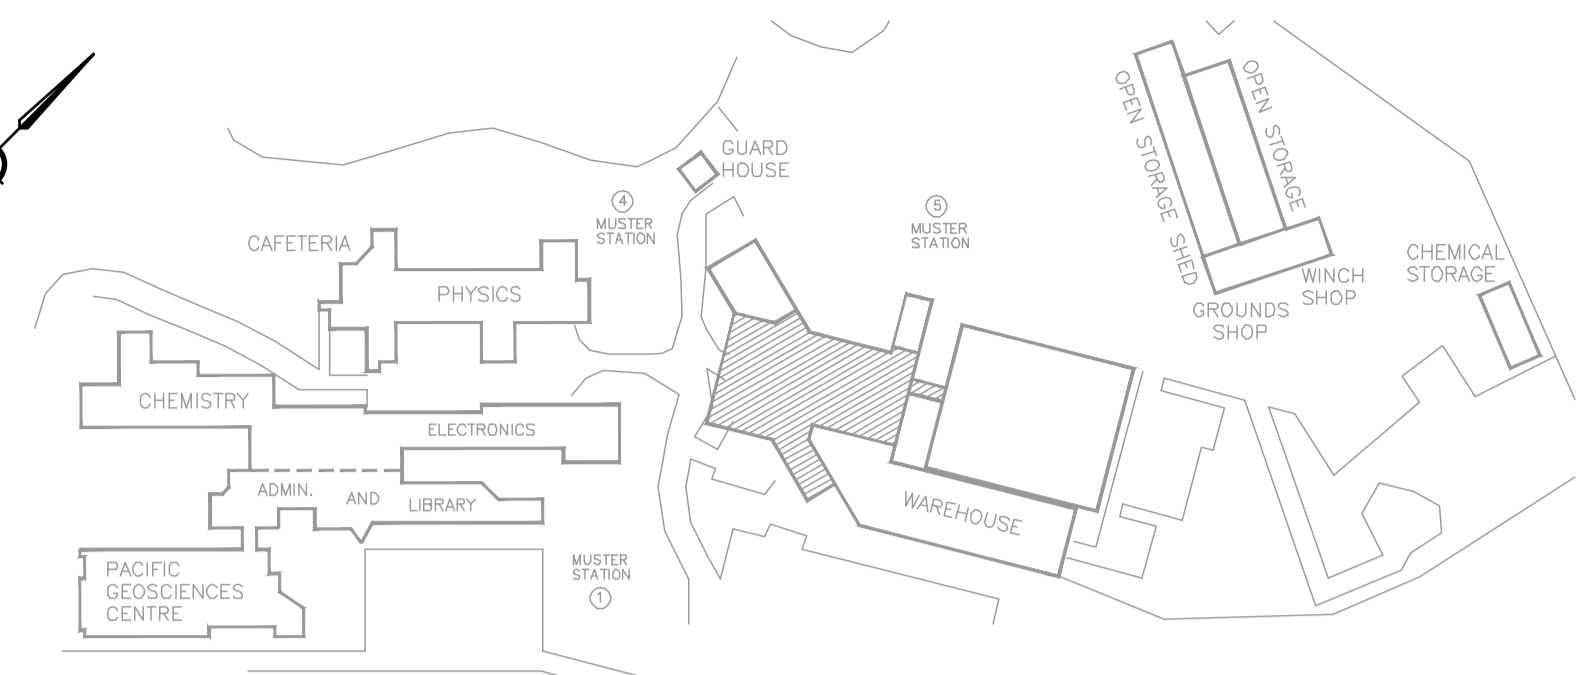 OPEN STORAGE SHED
OPEN STORAGE
GUARD
HOUSE
4
MUSTER
STATION
5
MUSTER
STATION
CAFETERIA
PHYSICS
CHEMICAL
STORAGE
WINCH
SHOP
GROUNDS
SHOP
CHEMISTRY
ELECTRONICS
ADMIN. AND LIBRARY
WAREHOUSE
PACIFIC
GEOSCIENCES
CENTRE
MUSTER
STATION
1